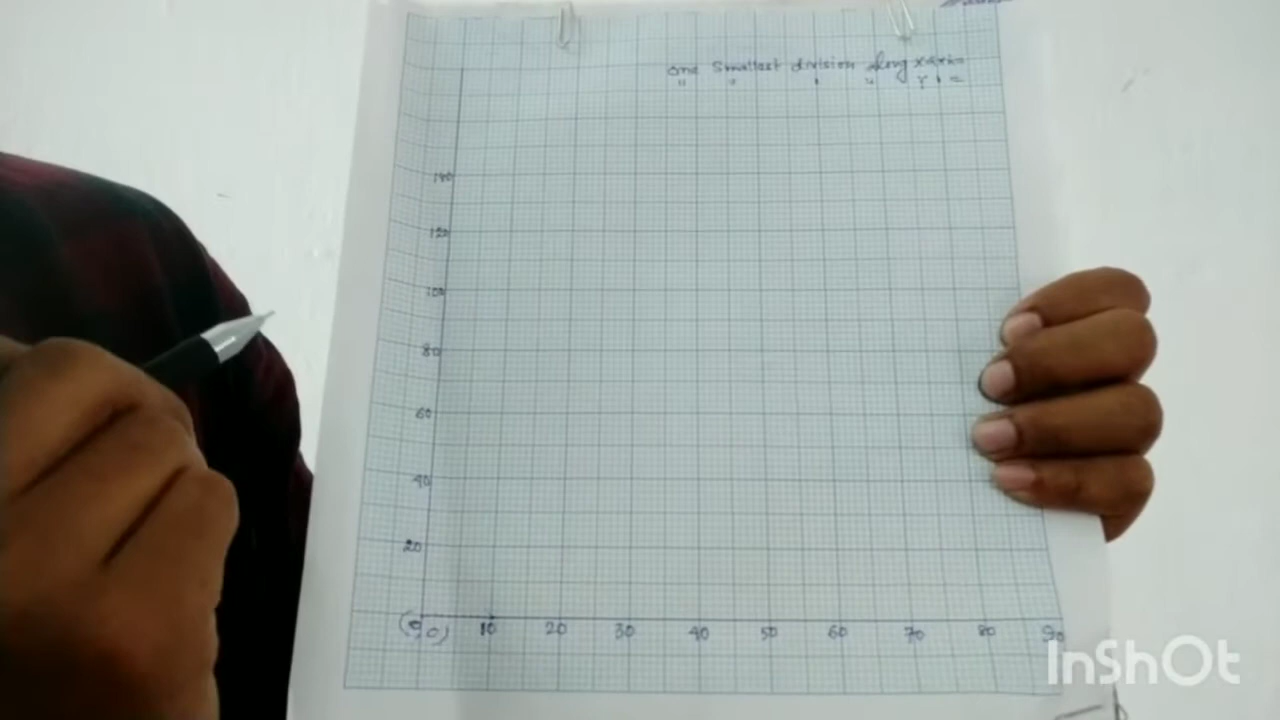 one smallest division along x axis
" " " " Y " =
140
120
100
80
60
40
20
(0,0) 10 20 30 40 50 60 70 80 90
InShOt